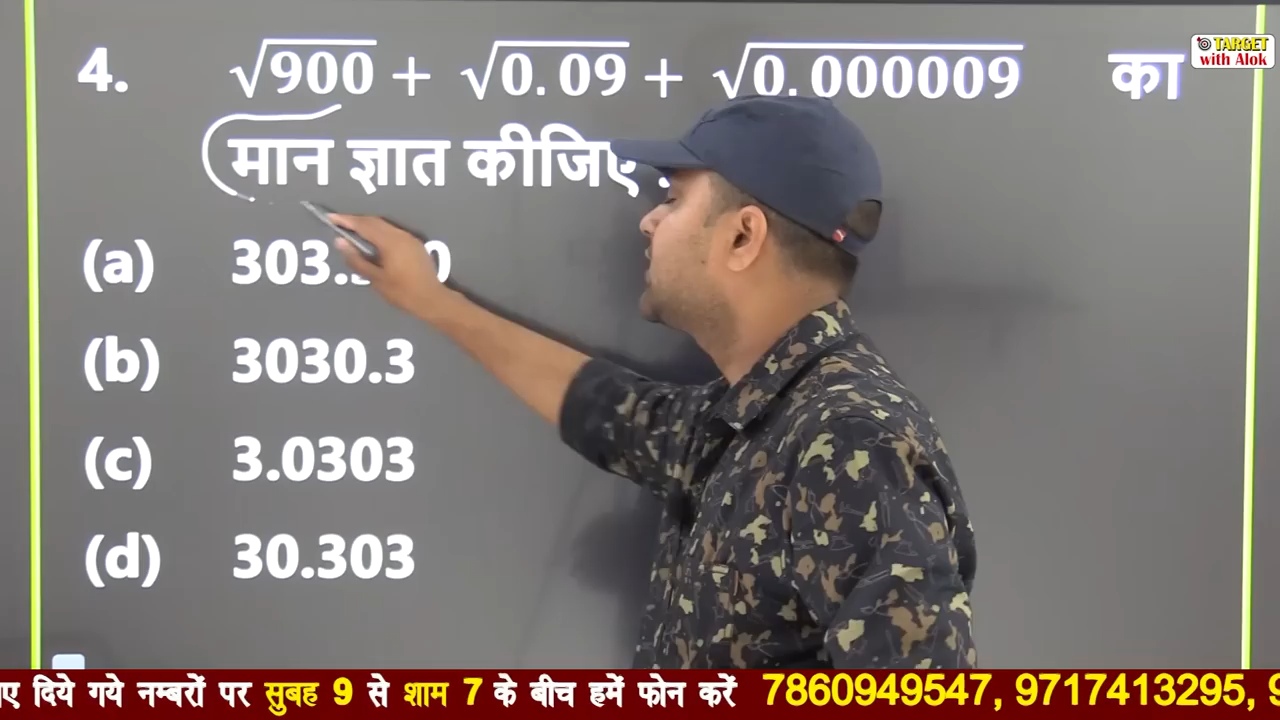 4. √900 + √0.09 + √0.000009 का
मान ज्ञात कीजिए
(a)
(b) 3030.3
(c) 3.0303
(d) 30.303
TARGET
with Alok
दिये गये नम्बरों पर सुबह 9 से शाम 7 के बीच हमें फोन करें 7860949547, 9717413295,